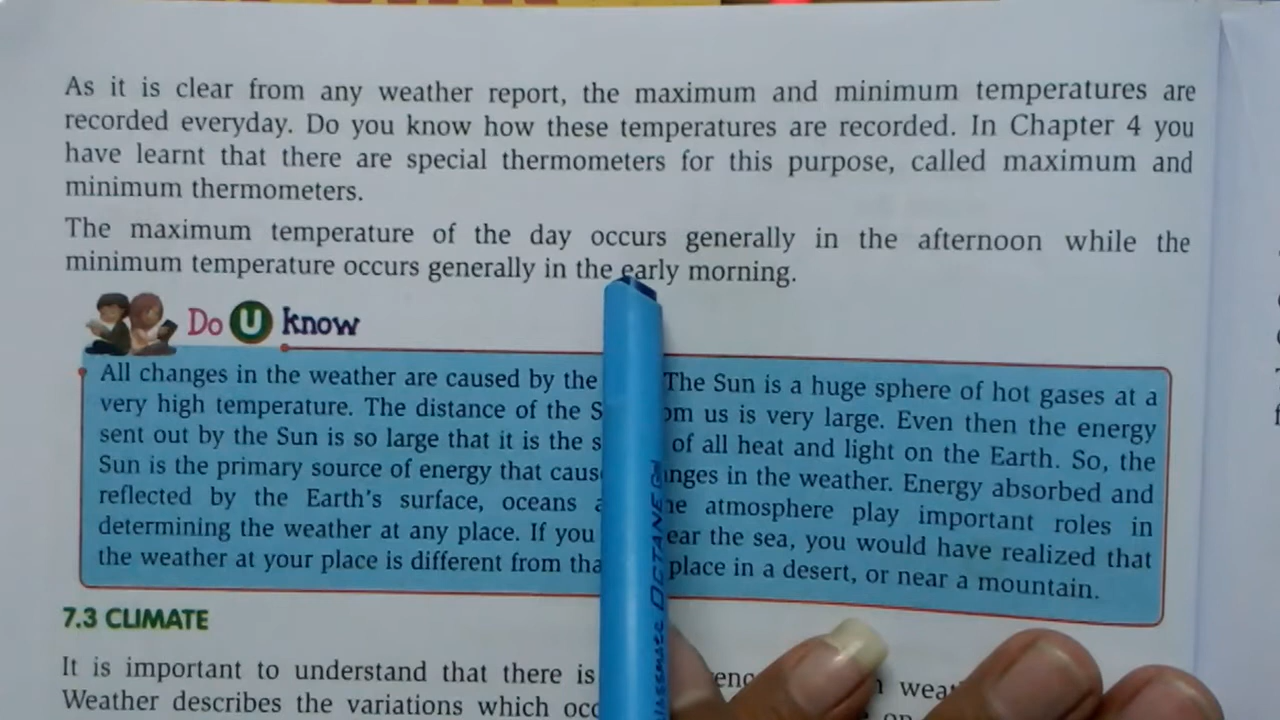 As it is clear from any weather report, the maximum and minimum temperatures are
recorded everyday. Do you know how these temperatures are recorded. In Chapter 4 you
have learnt that there are special thermometers for this purpose, called maximum and
minimum thermometers.
The maximum temperature of the day occurs generally in the afternoon while the
minimum temperature occurs generally in the early morning.
Do U know
All changes in the weather are caused by the The Sun is a huge sphere of hot gases at a
very high temperature. The distance of the us is very large. Even then the energy
sent out by the Sun is so large that it is the of all heat and light on the Earth. So, the
Sun is the primary source of energy that in the weather. Energy absorbed and
reflected by the Earth's surface, oceans atmosphere play important roles in
determining the weather at any place. If you the sea, you would have realized that
the weather at your place is different from place in a desert, or near a mountain.
7.3 CLIMATE
It is important to understand that there is
Weather describes the variations which
Classmate OCTANE